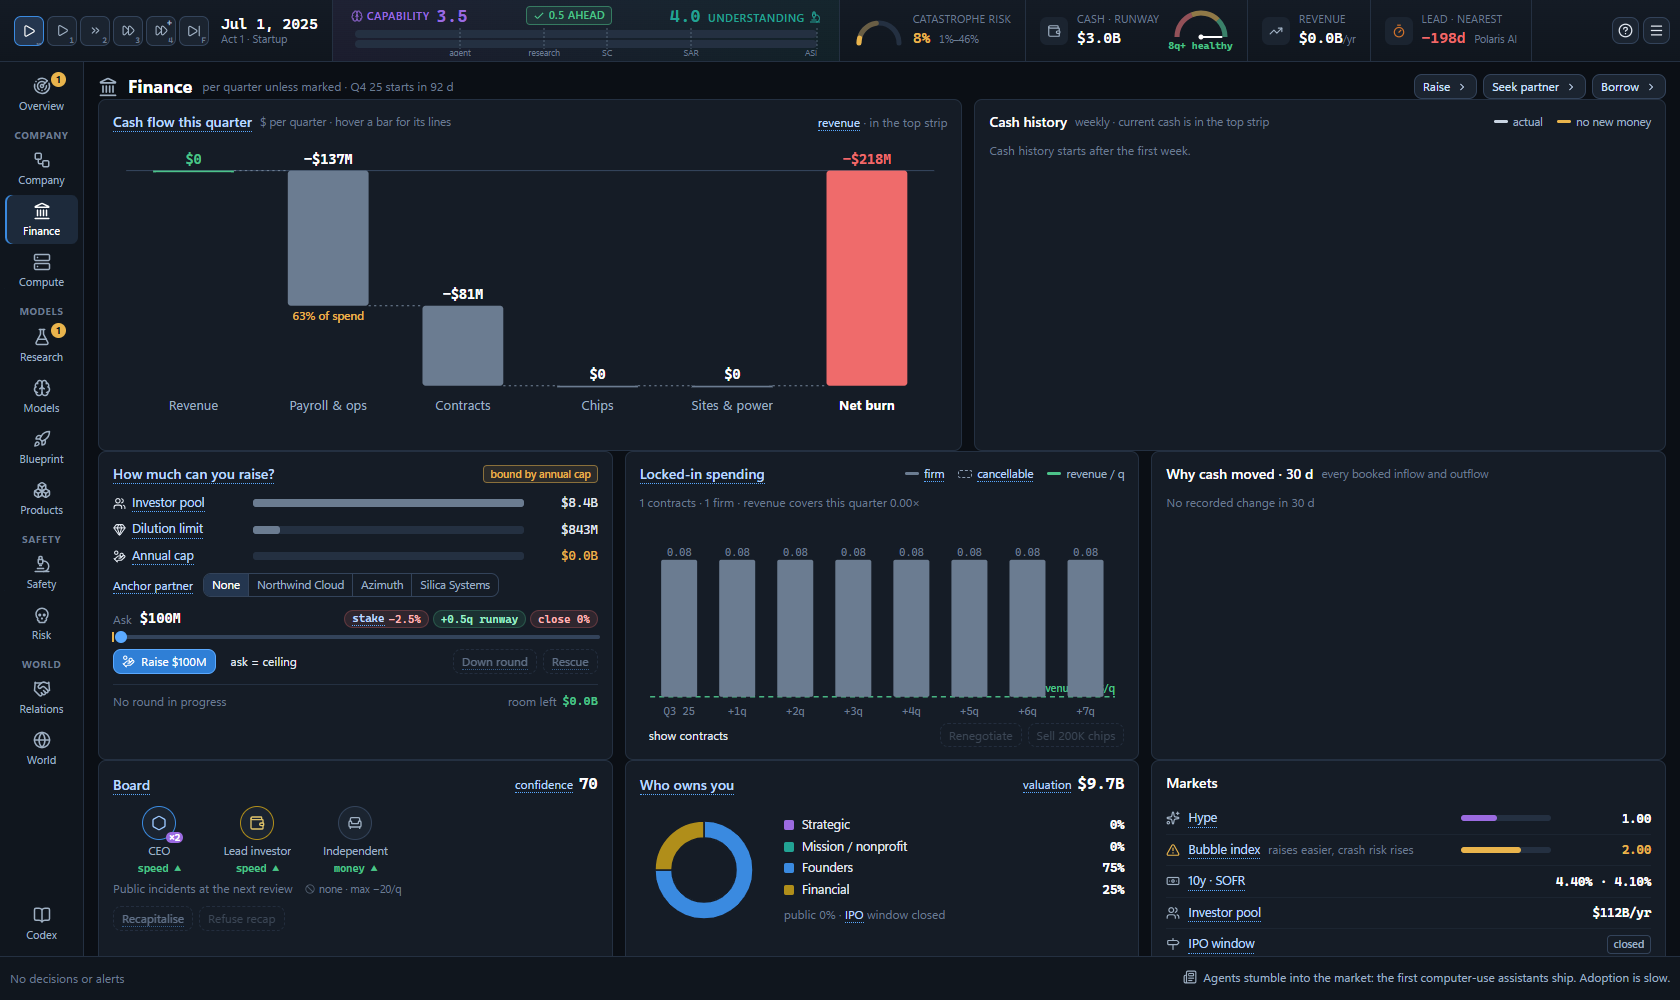 1
2
3
4
F
Jul 1, 2025
Act 1 · Startup
CAPABILITY 3.5
0.5 AHEAD
4.0 UNDERSTANDING
agent
research
SC
SAR
ASI
CATASTROPHE RISK
8% 1%–46%
CASH · RUNWAY
$3.0B
8q+ healthy
REVENUE
$0.0B/yr
LEAD · NEAREST
−198d Polaris AI
1
Overview
COMPANY
Company
Finance
Compute
MODELS
1
Research
Models
Blueprint
Products
SAFETY
Safety
Risk
WORLD
Relations
World
Codex
Finance per quarter unless marked · Q4 25 starts in 92 d
Raise
Seek partner
Borrow
Cash flow this quarter $ per quarter · hover a bar for its lines
revenue · in the top strip
$0
−$137M
−$218M
−$81M
63% of spend
$0
$0
Revenue
Payroll & ops
Contracts
Chips
Sites & power
Net burn
Cash history weekly · current cash is in the top strip
actual
no new money
Cash history starts after the first week.
How much can you raise?
bound by annual cap
Investor pool $8.4B
Dilution limit $843M
Annual cap $0.0B
Anchor partner None Northwind Cloud Azimuth Silica Systems
Ask $100M
stake −2.5%
+0.5q runway
close 0%
Raise $100M
ask = ceiling
Down round
Rescue
No round in progress
room left $0.0B
Locked-in spending
firm
cancellable
revenue / q
1 contracts · 1 firm · revenue covers this quarter 0.00×
0.08 0.08 0.08 0.08 0.08 0.08 0.08 0.08
venu /q
Q3 25 +1q +2q +3q +4q +5q +6q +7q
show contracts
Renegotiate
Sell 200K chips
Why cash moved · 30 d every booked inflow and outflow
No recorded change in 30 d
Board
confidence 70
×2
CEO
speed ▲
Lead investor
speed ▲
Independent
money ▲
Public incidents at the next review none · max −20/q
Recapitalise
Refuse recap
Who owns you
valuation $9.7B
Strategic 0%
Mission / nonprofit 0%
Founders 75%
Financial 25%
public 0% · IPO window closed
Markets
Hype 1.00
Bubble index raises easier, crash risk rises 2.00
10y · SOFR 4.40% · 4.10%
Investor pool $112B/yr
IPO window closed
No decisions or alerts
Agents stumble into the market: the first computer-use assistants ship. Adoption is slow.